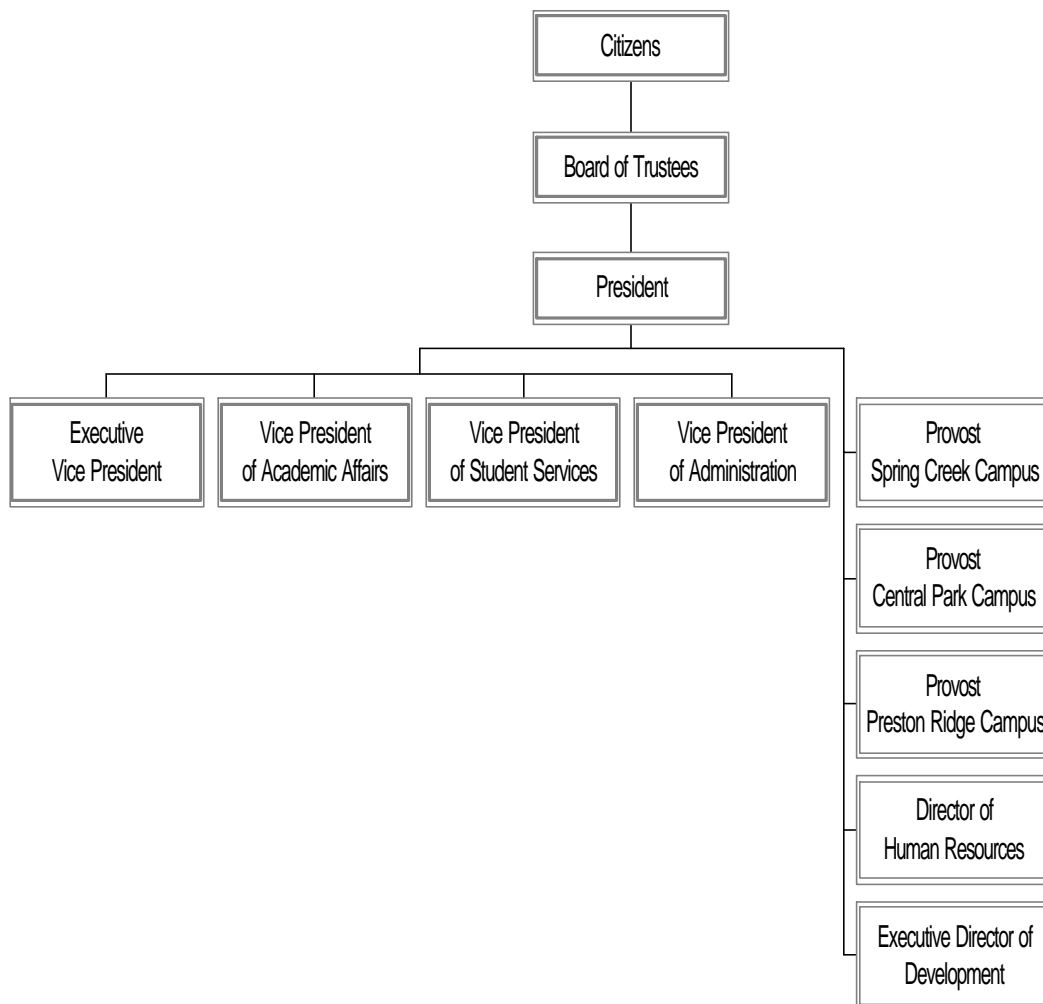 Citizens
Board of Trustees
President
Executive
Vice President
Vice President
of Academic Affairs
Vice President
of Student Services
Vice President
of Administration
Provost
Spring Creek Campus
Provost
Central Park Campus
Provost
Preston Ridge Campus
Director of
Human Resources
Executive Director of
Development